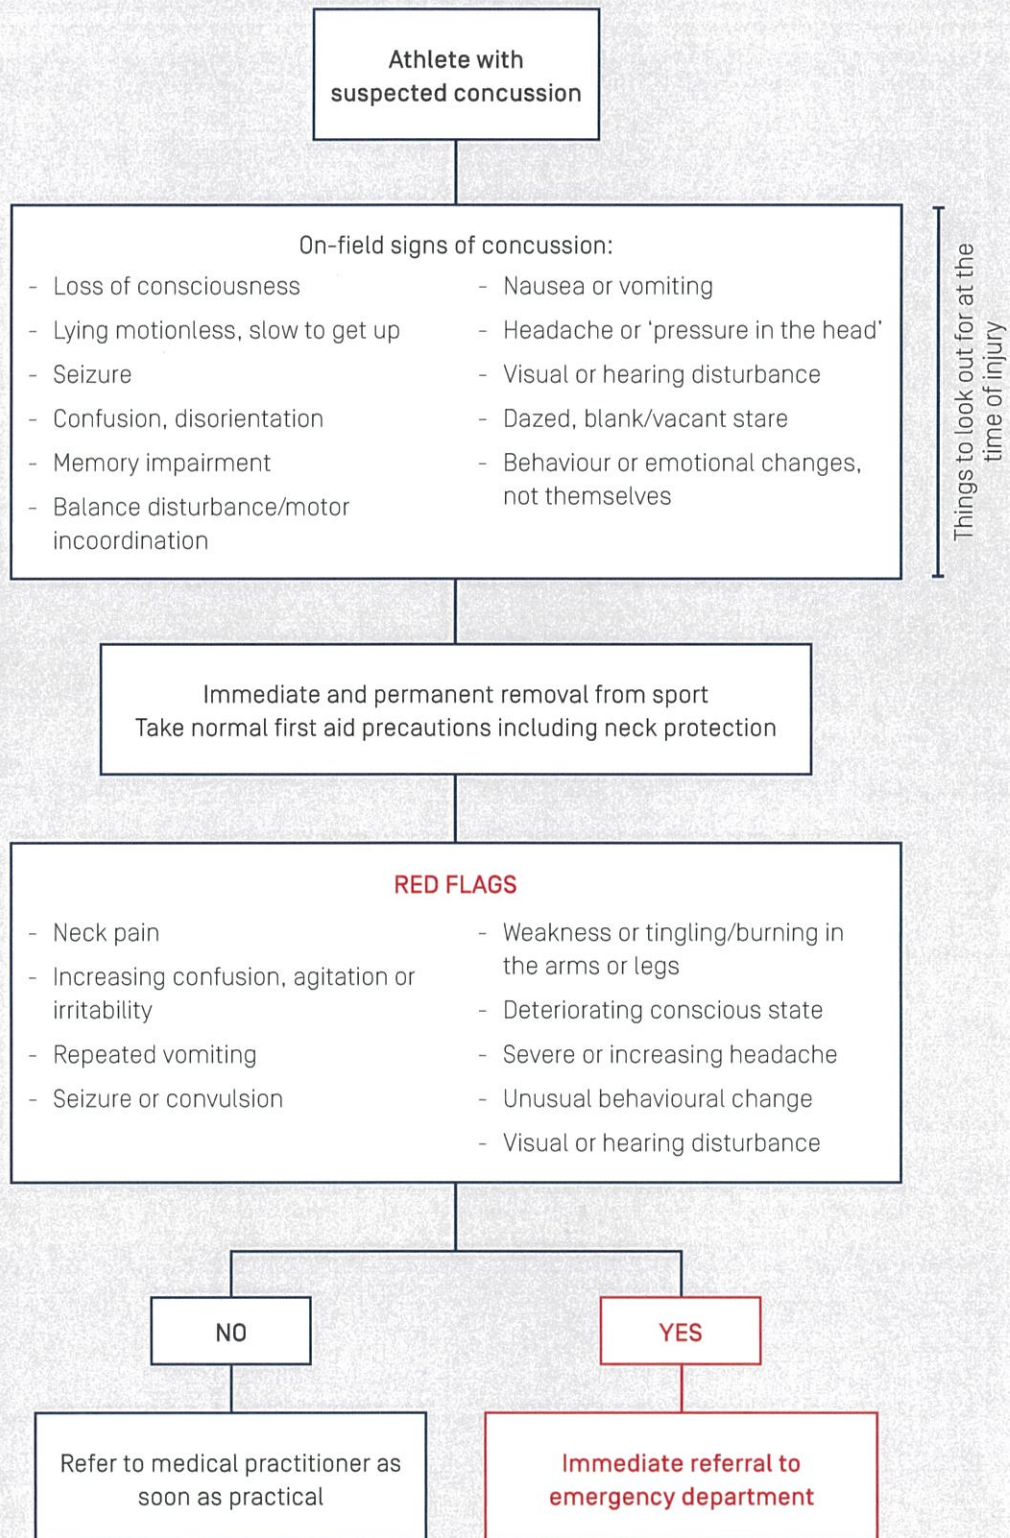 Athlete with
suspected concussion
On-field signs of concussion:
- Loss of consciousness
- Lying motionless, slow to get up
- Seizure
- Confusion, disorientation
- Memory impairment
- Balance disturbance/motor
incoordination
- Nausea or vomiting
- Headache or ‘pressure in the head’
- Visual or hearing disturbance
- Dazed, blank/vacant stare
- Behaviour or emotional changes,
not themselves
Things to look out for at the
time of injury
Immediate and permanent removal from sport
Take normal first aid precautions including neck protection
RED FLAGS
- Neck pain
- Increasing confusion, agitation or
irritability
- Repeated vomiting
- Seizure or convulsion
- Weakness or tingling/burning in
the arms or legs
- Deteriorating conscious state
- Severe or increasing headache
- Unusual behavioural change
- Visual or hearing disturbance
NO
YES
Refer to medical practitioner as
soon as practical
Immediate referral to
emergency department